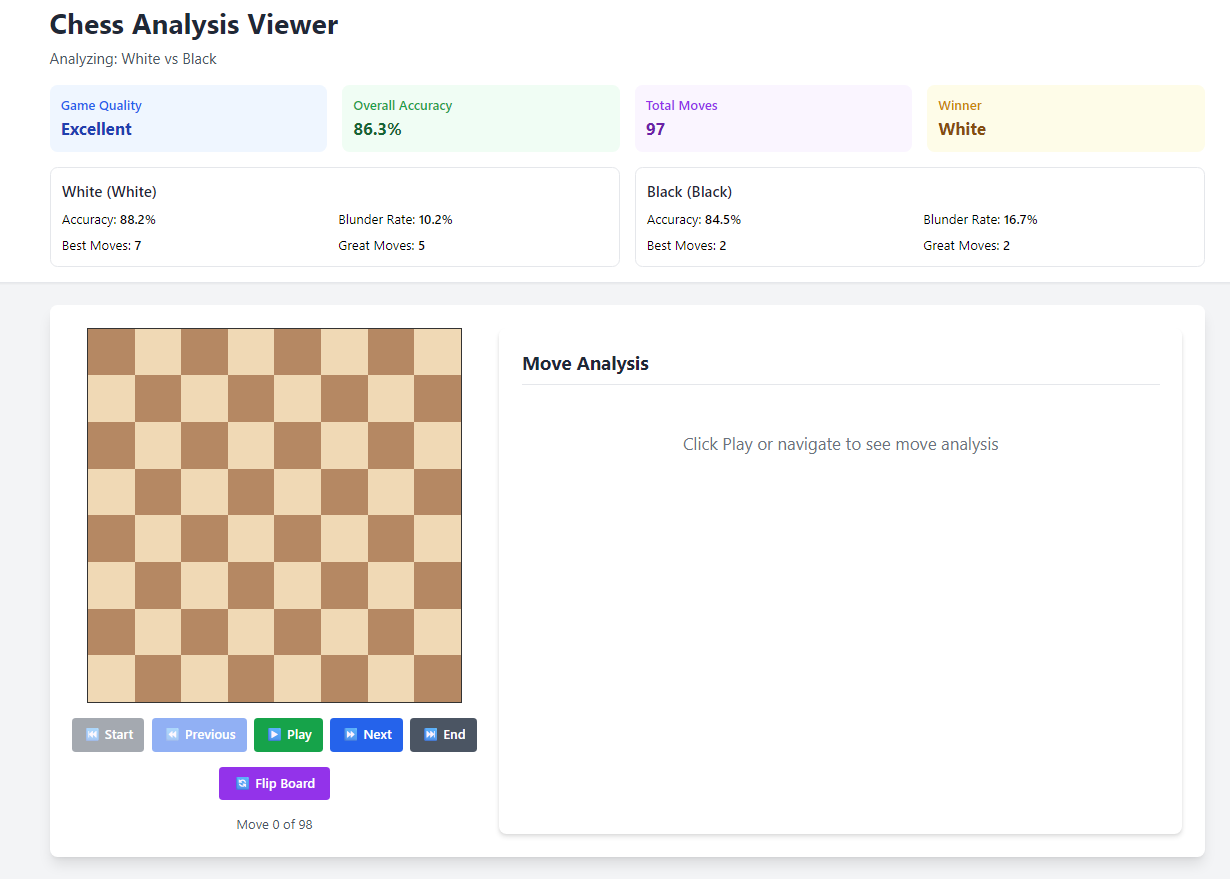 Chess Analysis Viewer
Analyzing: White vs Black
Game Quality
Excellent
Overall Accuracy
86.3%
Total Moves
97
Winner
White
White (White)
Accuracy: 88.2%
Blunder Rate: 10.2%
Best Moves: 7
Great Moves: 5
Black (Black)
Accuracy: 84.5%
Blunder Rate: 16.7%
Best Moves: 2
Great Moves: 2
Move Analysis
Click Play or navigate to see move analysis
⏮️ Start
⏪ Previous
▶️ Play
⏩ Next
⏭️ End
🔄 Flip Board
Move 0 of 98